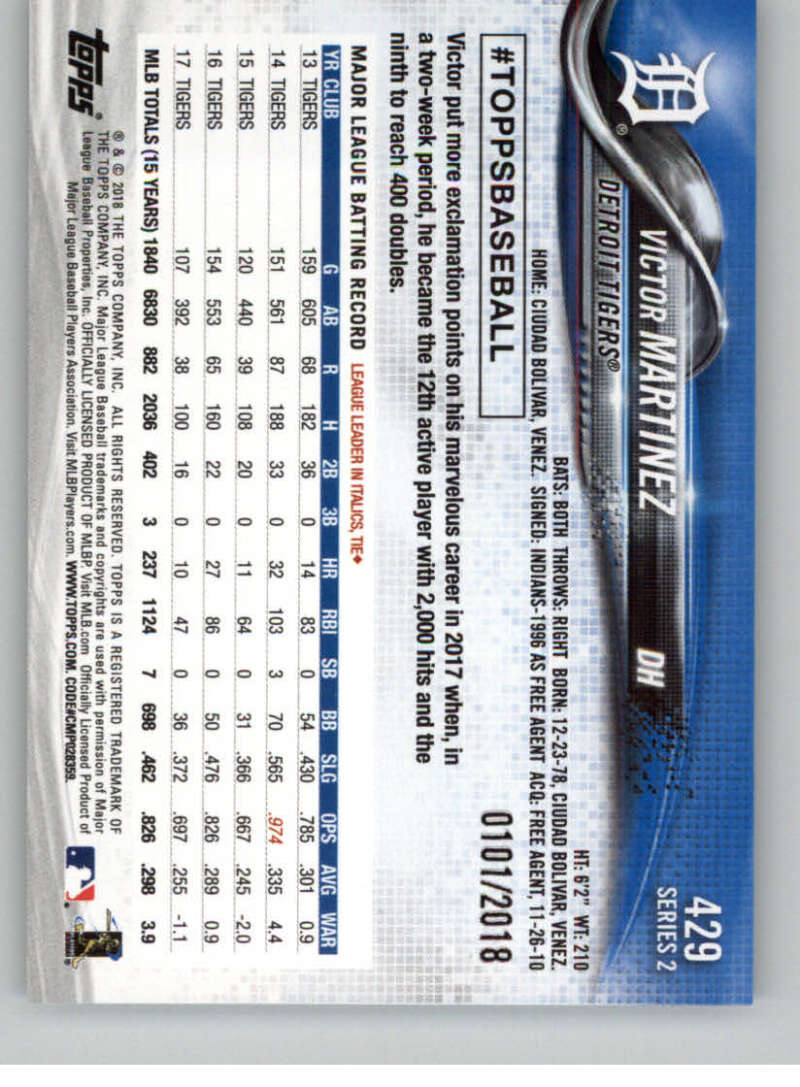 429
SERIES 2
VICTOR MARTINEZ DH
DETROIT TIGERS®
D®
HT: 6'2" WT: 210
BATS: BOTH THROWS: RIGHT BORN: 12-23-78, CIUDAD BOLIVAR, VENEZ.
HOME: CIUDAD BOLIVAR, VENEZ. SIGNED: INDIANS-1996 AS FREE AGENT ACQ: FREE AGENT, 11-26-10
#TOPPSBASEBALL
0101/2018
Victor put more exclamation points on his marvelous career in 2017 when, in
a two-week period, he became the 12th active player with 2,000 hits and the
ninth to reach 400 doubles.
MAJOR LEAGUE BATTING RECORD LEAGUE LEADER IN ITALICS, TIE♦
YR CLUB G AB R H 2B 3B HR RBI SB BB SLG OPS AVG WAR
13 TIGERS 159 605 68 182 36 0 14 83 0 54 .430 .785 .301 0.9
14 TIGERS 151 561 87 188 33 0 32 103 3 70 .565 .974 .335 4.4
15 TIGERS 120 440 39 108 20 0 11 64 0 31 .366 .667 .245 -2.0
16 TIGERS 154 553 65 160 22 0 27 86 0 50 .476 .826 .289 0.9
17 TIGERS 107 392 38 100 16 0 10 47 0 36 .372 .697 .255 -1.1
MLB TOTALS (15 YEARS) 1840 6830 882 2036 402 3 237 1124 7 698 .462 .826 .298 3.9
topps®
® & © 2018 THE TOPPS COMPANY, INC. ALL RIGHTS RESERVED. TOPPS IS A REGISTERED TRADEMARK OF
THE TOPPS COMPANY, INC. Major League Baseball trademarks and copyrights are used with permission of Major
League Baseball Properties, Inc. OFFICIALLY LICENSED PRODUCT OF MLBP. Visit MLB.com Officially Licensed Product of
Major League Baseball Players Association. Visit MLBPlayers.com. WWW.TOPPS.COM. CODE#CMP028359.